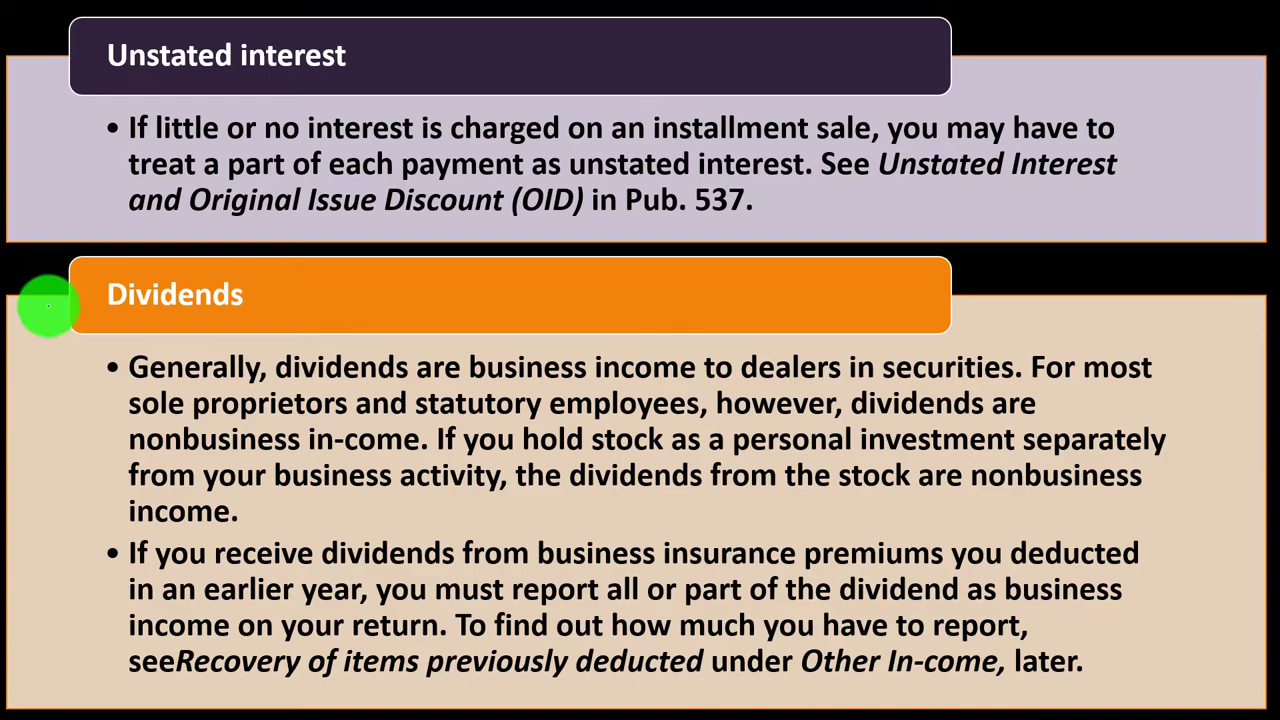 Unstated interest
• If little or no interest is charged on an installment sale, you may have to
treat a part of each payment as unstated interest. See Unstated Interest
and Original Issue Discount (OID) in Pub. 537.
Dividends
• Generally, dividends are business income to dealers in securities. For most
sole proprietors and statutory employees, however, dividends are
nonbusiness in-come. If you hold stock as a personal investment separately
from your business activity, the dividends from the stock are nonbusiness
income.
• If you receive dividends from business insurance premiums you deducted
in an earlier year, you must report all or part of the dividend as business
income on your return. To find out how much you have to report,
seeRecovery of items previously deducted under Other In-come, later.